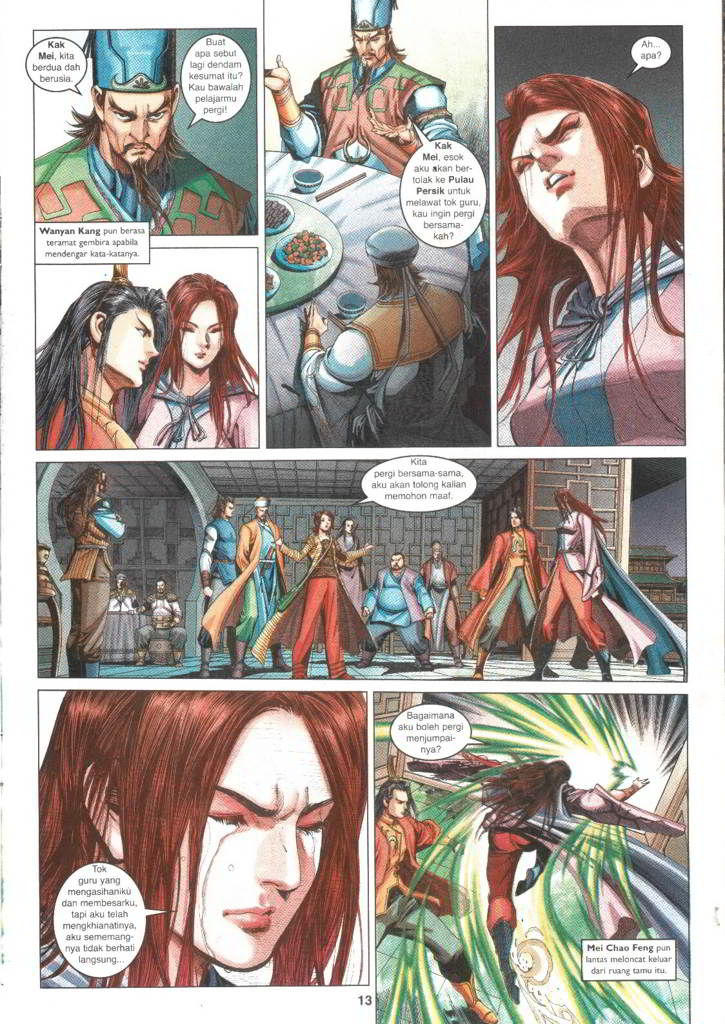 Kak
Mei, kita
berdua dah
berusia.
Buat
apa sebut
lagi dendam
kesumat itu?
Kau bawalah
pelajarmu
pergi!
Wanyan Kang pun berasa
teramat gembira apabila
mendengar kata-katanya.
Kak
Mei, esok
aku akan ber-
tolak ke Pulau
Persik untuk
melawat tok guru,
kau ingin pergi
bersama-
kah?
Ah...
apa?
Kita
pergi bersama-sama,
aku akan tolong kalian
memohon maaf.
Tok
guru yang
mengasihaniku
dan membesarku,
tapi aku telah
mengkhianatinya,
aku sememang-
nya tidak berhati
langsung...
Bagaimana
aku boleh pergi
menjumpai-
nya?
Mei Chao Feng pun
lantas meloncat keluar
dari ruang tamu itu.
13